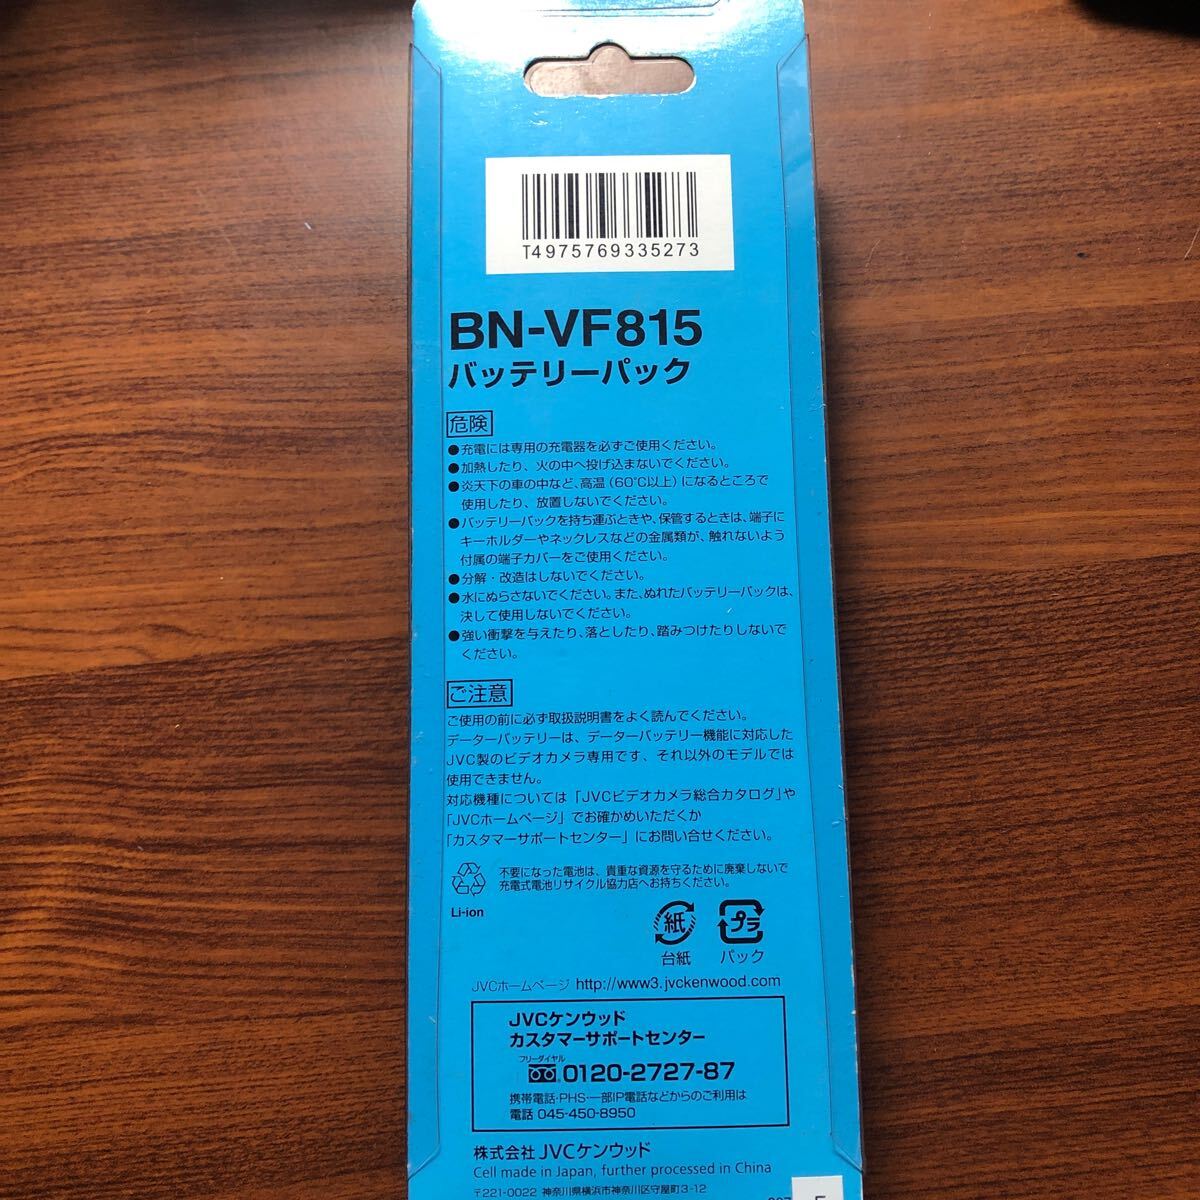 T4975769335273
BN-VF815
バッテリーパック
危険
●充電には専用の充電器を必ずご使用ください。
●加熱したり、火の中へ投げ込まないでください。
●炎天下の車の中など、高温(60℃以上)になるところで
使用したり、放置しないでください。
●バッテリーパックを持ち運ぶときや、保管するときは、端子に
キーホルダーやネックレスなどの金属類が、触れないよう
付属の端子カバーをご使用ください。
●分解・改造はしないでください。
●水にぬらさないでください。また、ぬれたバッテリーパックは、
決して使用しないでください。
●強い衝撃を与えたり、落としたり、踏みつけたりしないで
ください。
ご注意
ご使用の前に必ず取扱説明書をよく読んでください。
データーバッテリーは、データーバッテリー機能に対応した
JVC製のビデオカメラ専用です、それ以外のモデルでは
使用できません。
対応機種については「JVCビデオカメラ総合カタログ」や
「JVCホームページ」でお確かめいただくか
「カスタマーサポートセンター」にお問い合せください。
不要になった電池は、貴重な資源を守るために廃棄しないで
充電式電池リサイクル協力店へお持ちください。
Li-ion
紙 プラ
台紙 パック
JVCホームページ http://www3.jvckenwood.com
JVCケンウッド
カスタマーサポートセンター
フリーダイヤル
0120-2727-87
携帯電話・PHS・一部IP電話などからのご利用は
電話 045-450-8950
株式会社 JVCケンウッド
Cell made in Japan, further processed in China
〒221-0022 神奈川県横浜市神奈川区守屋町3-12